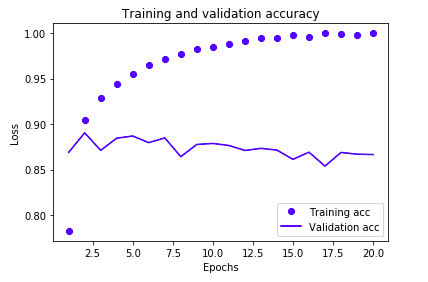 Training and validation accuracy
1.00
0.95
0.90
0.85
0.80
Loss
Training acc
Validation acc
2.5 5.0 7.5 10.0 12.5 15.0 17.5 20.0
Epochs